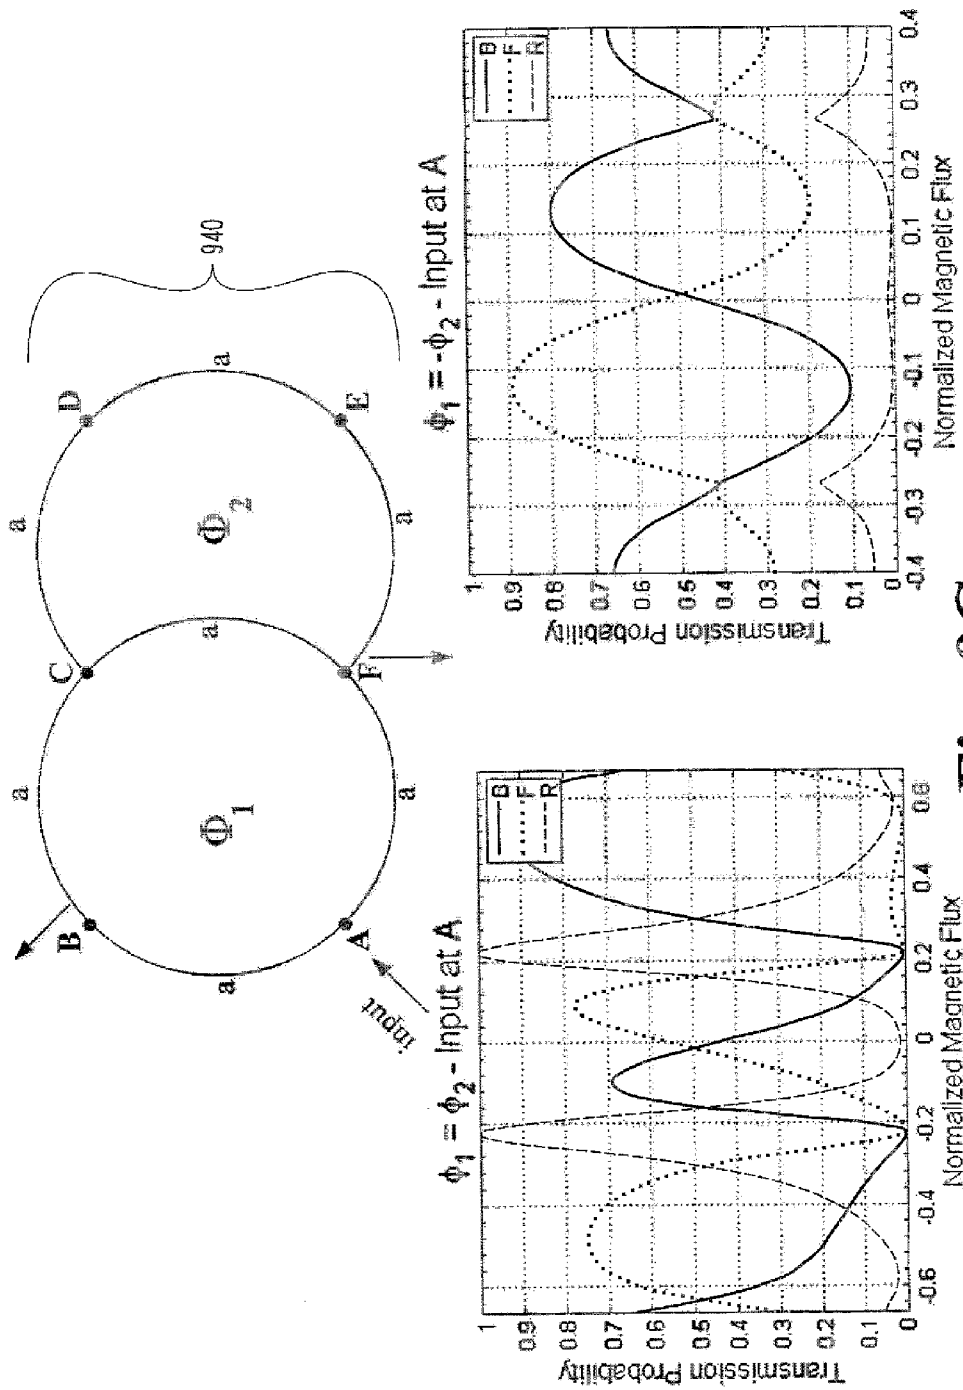 a
a
B
C
D
a
Φ1
a
Φ2
a
940
A
F
E
a
a
input
ϕ1 = ϕ2 - Input at A
Transmission Probability
1
0.9
0.8
0.7
0.6
0.5
0.4
0.3
0.2
0.1
0
B
F
R
-0.6 -0.4 -0.2 0 0.2 0.4 0.6
Normalized Magnetic Flux
ϕ1 = -ϕ2 - Input at A
Transmission Probability
1
0.9
0.8
0.7
0.6
0.5
0.4
0.3
0.2
0.1
0
B
F
R
-0.4 -0.3 -0.2 -0.1 0 0.1 0.2 0.3 0.4
Normalized Magnetic Flux